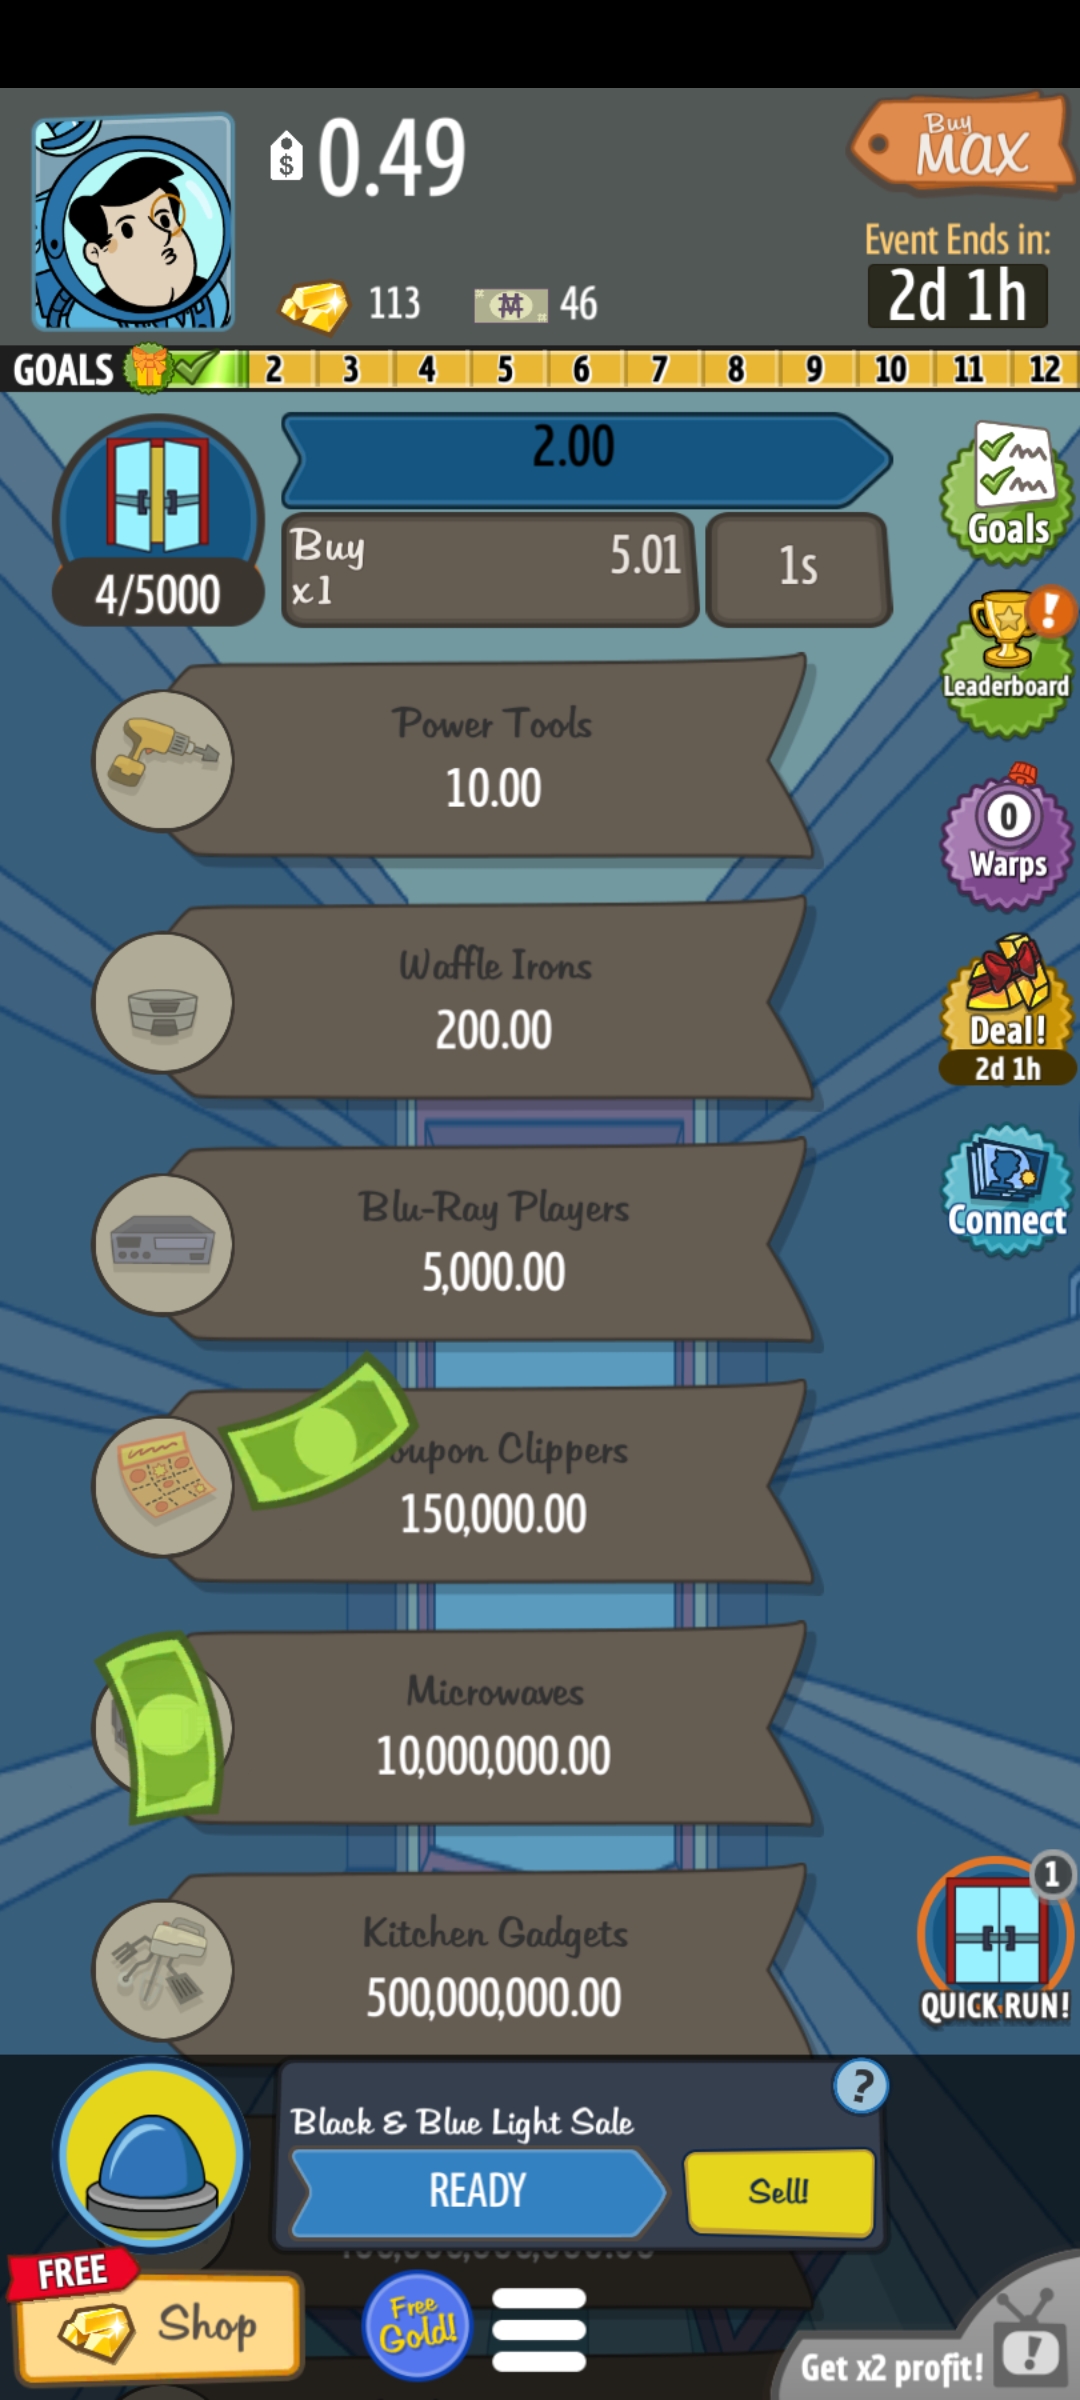 0.49
Buy
MAX
113
46
Event Ends in:
2d 1h
GOALS 2 3 4 5 6 7 8 9 10 11 12
2.00
4/5000
Buy
x1
5.01
1s
Goals
Power Tools
10.00
Leaderboard
0
Warps
Waffle Irons
200.00
Deal!
2d 1h
Blu-Ray Players
5,000.00
Connect
oupon Clippers
150,000.00
Microwaves
10,000,000.00
Kitchen Gadgets
500,000,000.00
1
QUICK RUN!
Black & Blue Light Sale
?
READY
Sell!
FREE
Shop
Free
Gold!
Get x2 profit!